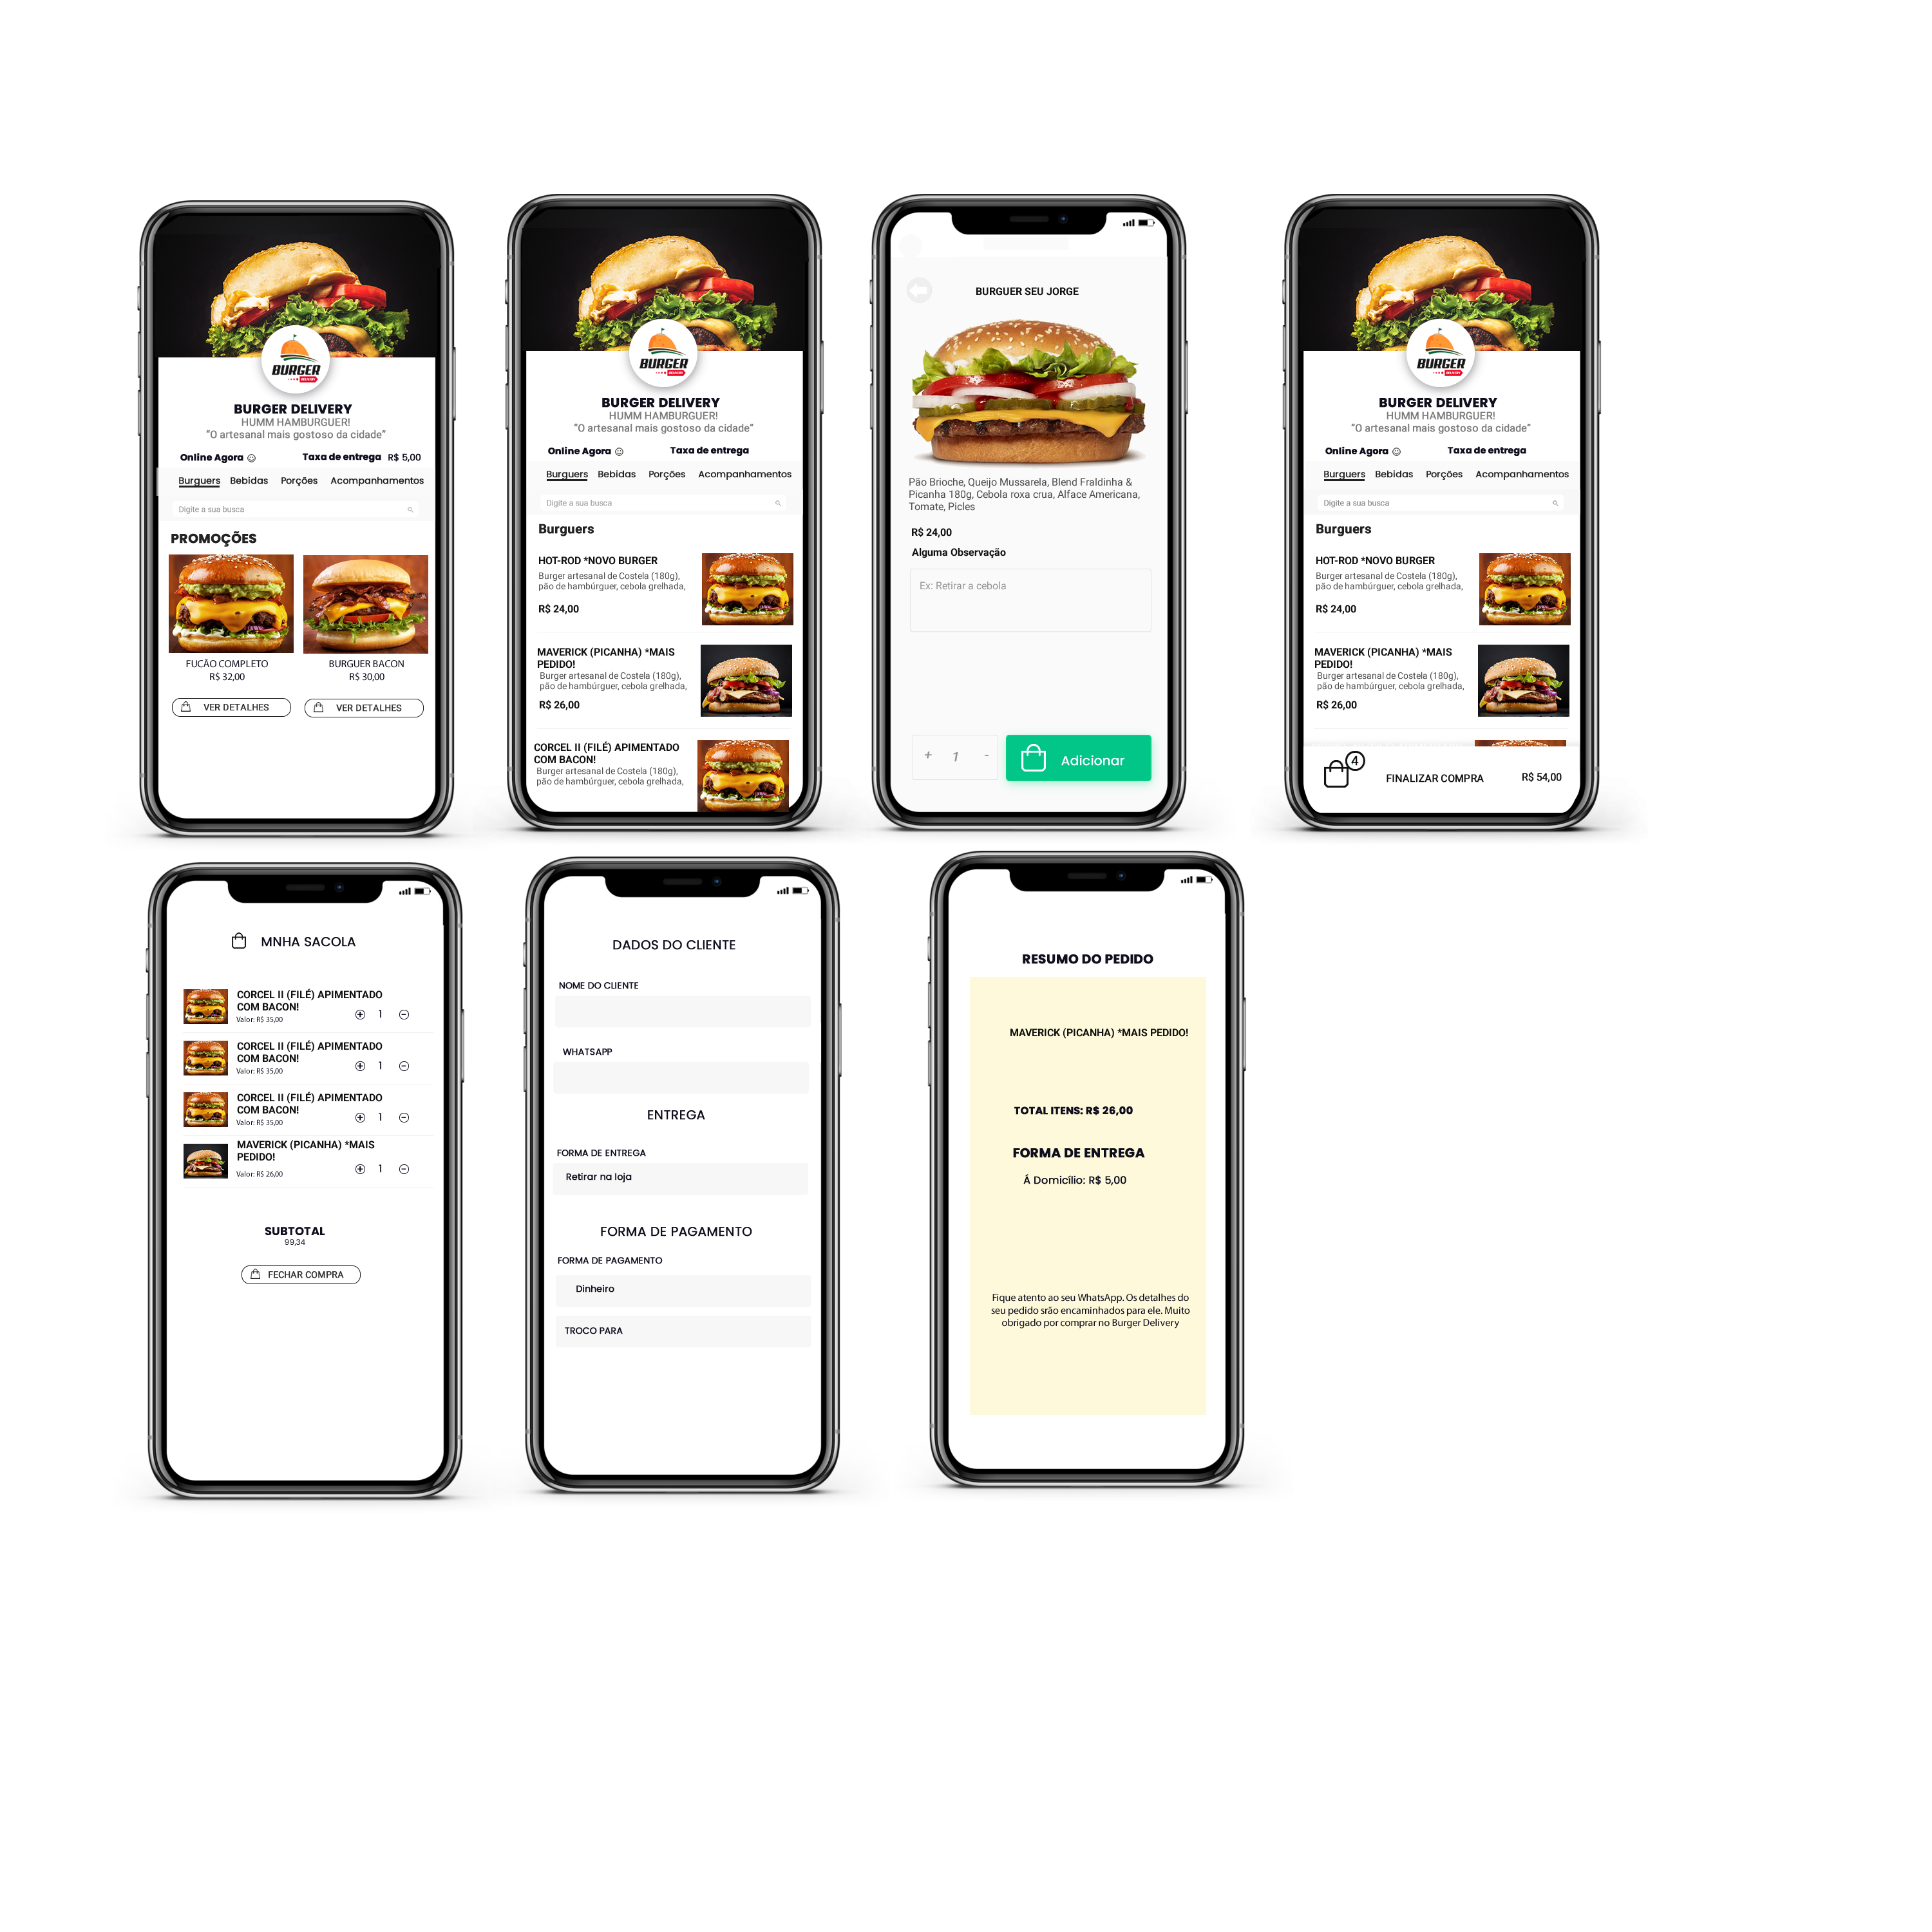 BURGER
BURGER DELIVERY
HUMM HAMBURGUER!
“O artesanal mais gostoso da cidade”
Online Agora Taxa de entrega R$ 5,00
Burguers Bebidas Porções Acompanhamentos
Digite a sua busca
PROMOÇÕES
FUCÃO COMPLETO
R$ 32,00
VER DETALHES
BURGUER BACON
R$ 30,00
VER DETALHES
BURGER
BURGER DELIVERY
HUMM HAMBURGUER!
“O artesanal mais gostoso da cidade”
Online Agora Taxa de entrega
Burguers Bebidas Porções Acompanhamentos
Digite a sua busca
Burguers
HOT-ROD *NOVO BURGER
Burger artesanal de Costela (180g),
pão de hambúrguer, cebola grelhada,
R$ 24,00
MAVERICK (PICANHA) *MAIS
PEDIDO!
Burger artesanal de Costela (180g),
pão de hambúrguer, cebola grelhada,
R$ 26,00
CORCEL II (FILÉ) APIMENTADO
COM BACON!
Burger artesanal de Costela (180g),
pão de hambúrguer, cebola grelhada,
BURGUER SEU JORGE
Pão Brioche, Queijo Mussarela, Blend Fraldinha &
Picanha 180g, Cebola roxa crua, Alface Americana,
Tomate, Picles
R$ 24,00
Alguma Observação
Ex: Retirar a cebola
+ 1 -
Adicionar
BURGER
BURGER DELIVERY
HUMM HAMBURGUER!
“O artesanal mais gostoso da cidade”
Online Agora Taxa de entrega
Burguers Bebidas Porções Acompanhamentos
Digite a sua busca
Burguers
HOT-ROD *NOVO BURGER
Burger artesanal de Costela (180g),
pão de hambúrguer, cebola grelhada,
R$ 24,00
MAVERICK (PICANHA) *MAIS
PEDIDO!
Burger artesanal de Costela (180g),
pão de hambúrguer, cebola grelhada,
R$ 26,00
4
FINALIZAR COMPRA R$ 54,00
MNHA SACOLA
CORCEL II (FILÉ) APIMENTADO
COM BACON!
Valor: R$ 35,00
+ 1 -
CORCEL II (FILÉ) APIMENTADO
COM BACON!
Valor: R$ 35,00
+ 1 -
CORCEL II (FILÉ) APIMENTADO
COM BACON!
Valor: R$ 35,00
+ 1 -
MAVERICK (PICANHA) *MAIS
PEDIDO!
Valor: R$ 26,00
+ 1 -
SUBTOTAL
99,34
FECHAR COMPRA
DADOS DO CLIENTE
NOME DO CLIENTE
WHATSAPP
ENTREGA
FORMA DE ENTREGA
Retirar na loja
FORMA DE PAGAMENTO
FORMA DE PAGAMENTO
Dinheiro
TROCO PARA
RESUMO DO PEDIDO
MAVERICK (PICANHA) *MAIS PEDIDO!
TOTAL ITENS: R$ 26,00
FORMA DE ENTREGA
Á Domicílio: R$ 5,00
Fique atento ao seu WhatsApp. Os detalhes do
seu pedido srão encaminhados para ele. Muito
obrigado por comprar no Burger Delivery